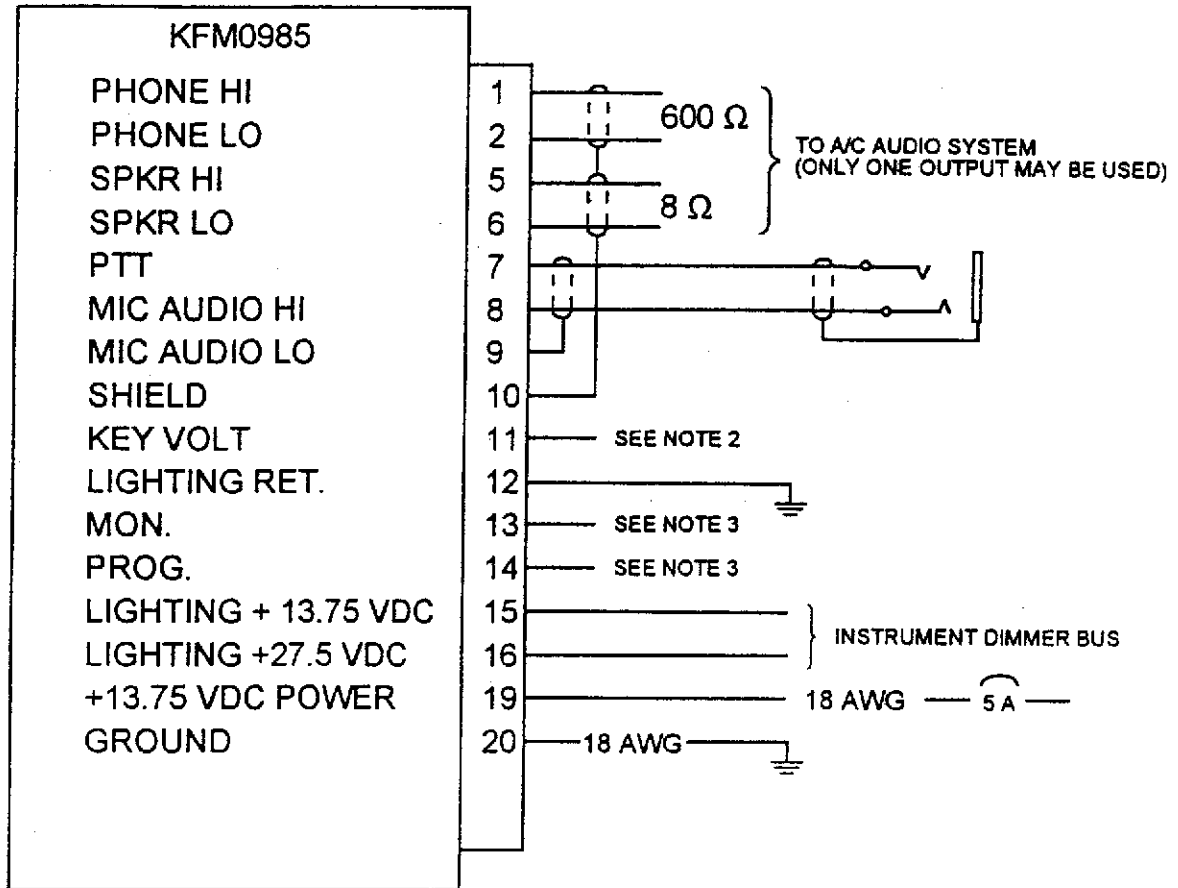 KFM0985
PHONE HI 1
PHONE LO 2
600 Ω
SPKR HI 5
SPKR LO 6
8 Ω
TO A/C AUDIO SYSTEM
(ONLY ONE OUTPUT MAY BE USED)
PTT 7
MIC AUDIO HI 8
MIC AUDIO LO 9
SHIELD 10
KEY VOLT 11 SEE NOTE 2
LIGHTING RET. 12
MON. 13 SEE NOTE 3
PROG. 14 SEE NOTE 3
LIGHTING + 13.75 VDC 15
LIGHTING +27.5 VDC 16
INSTRUMENT DIMMER BUS
+13.75 VDC POWER 19 18 AWG 5 A
GROUND 20 18 AWG